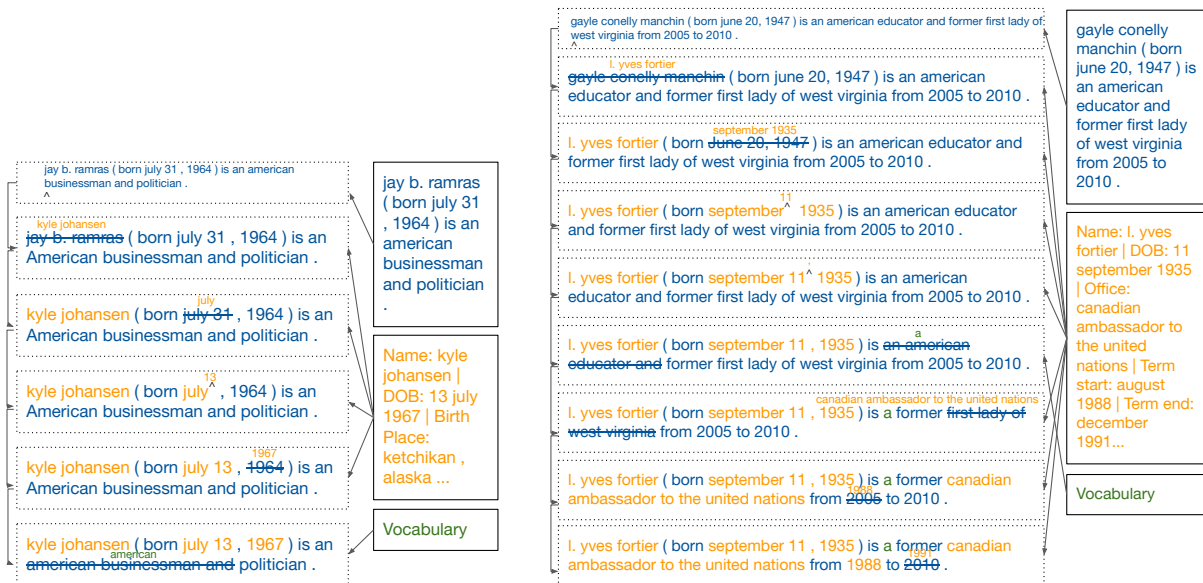 jay b. ramras ( born july 31 , 1964 ) is an american
businessman and politician .
^
kyle johansen
jay b. ramras ( born july 31 , 1964 ) is an
American businessman and politician .
july
kyle johansen ( born july 31 , 1964 ) is an
American businessman and politician .
13
kyle johansen ( born july^ , 1964 ) is an
American businessman and politician .
1967
kyle johansen ( born july 13 , 1964 ) is an
American businessman and politician .
kyle johansen ( born july 13 , 1967 ) is an
american
american businessman and politician .
jay b. ramras
( born july 31
, 1964 ) is an
american
businessman
and politician
.
Name: kyle
johansen |
DOB: 13 july
1967 | Birth
Place:
ketchikan ,
alaska ...
Vocabulary
gayle conelly manchin ( born june 20, 1947 ) is an american educator and former first lady of
west virginia from 2005 to 2010 .
^
l. yves fortier
gayle conelly manchin ( born june 20, 1947 ) is an american
educator and former first lady of west virginia from 2005 to 2010 .
september 1935
l. yves fortier ( born June 20, 1947 ) is an american educator and
former first lady of west virginia from 2005 to 2010 .
11
l. yves fortier ( born september^ 1935 ) is an american educator
and former first lady of west virginia from 2005 to 2010 .
,
l. yves fortier ( born september 11^ 1935 ) is an american
educator and former first lady of west virginia from 2005 to 2010 .
a
l. yves fortier ( born september 11 , 1935 ) is an american
educator and former first lady of west virginia from 2005 to 2010 .
canadian ambassador to the united nations
l. yves fortier ( born september 11 , 1935 ) is a former first lady of
west virginia from 2005 to 2010 .
l. yves fortier ( born september 11 , 1935 ) is a former canadian
1988
ambassador to the united nations from 2005 to 2010 .
l. yves fortier ( born september 11 , 1935 ) is a former canadian
1991
ambassador to the united nations from 1988 to 2010 .
gayle conelly
manchin ( born
june 20, 1947 ) is
an american
educator and
former first lady
of west virginia
from 2005 to
2010 .
Name: l. yves
fortier | DOB: 11
september 1935
| Office:
canadian
ambassador to
the united
nations | Term
start: august
1988 | Term end:
december
1991...
Vocabulary